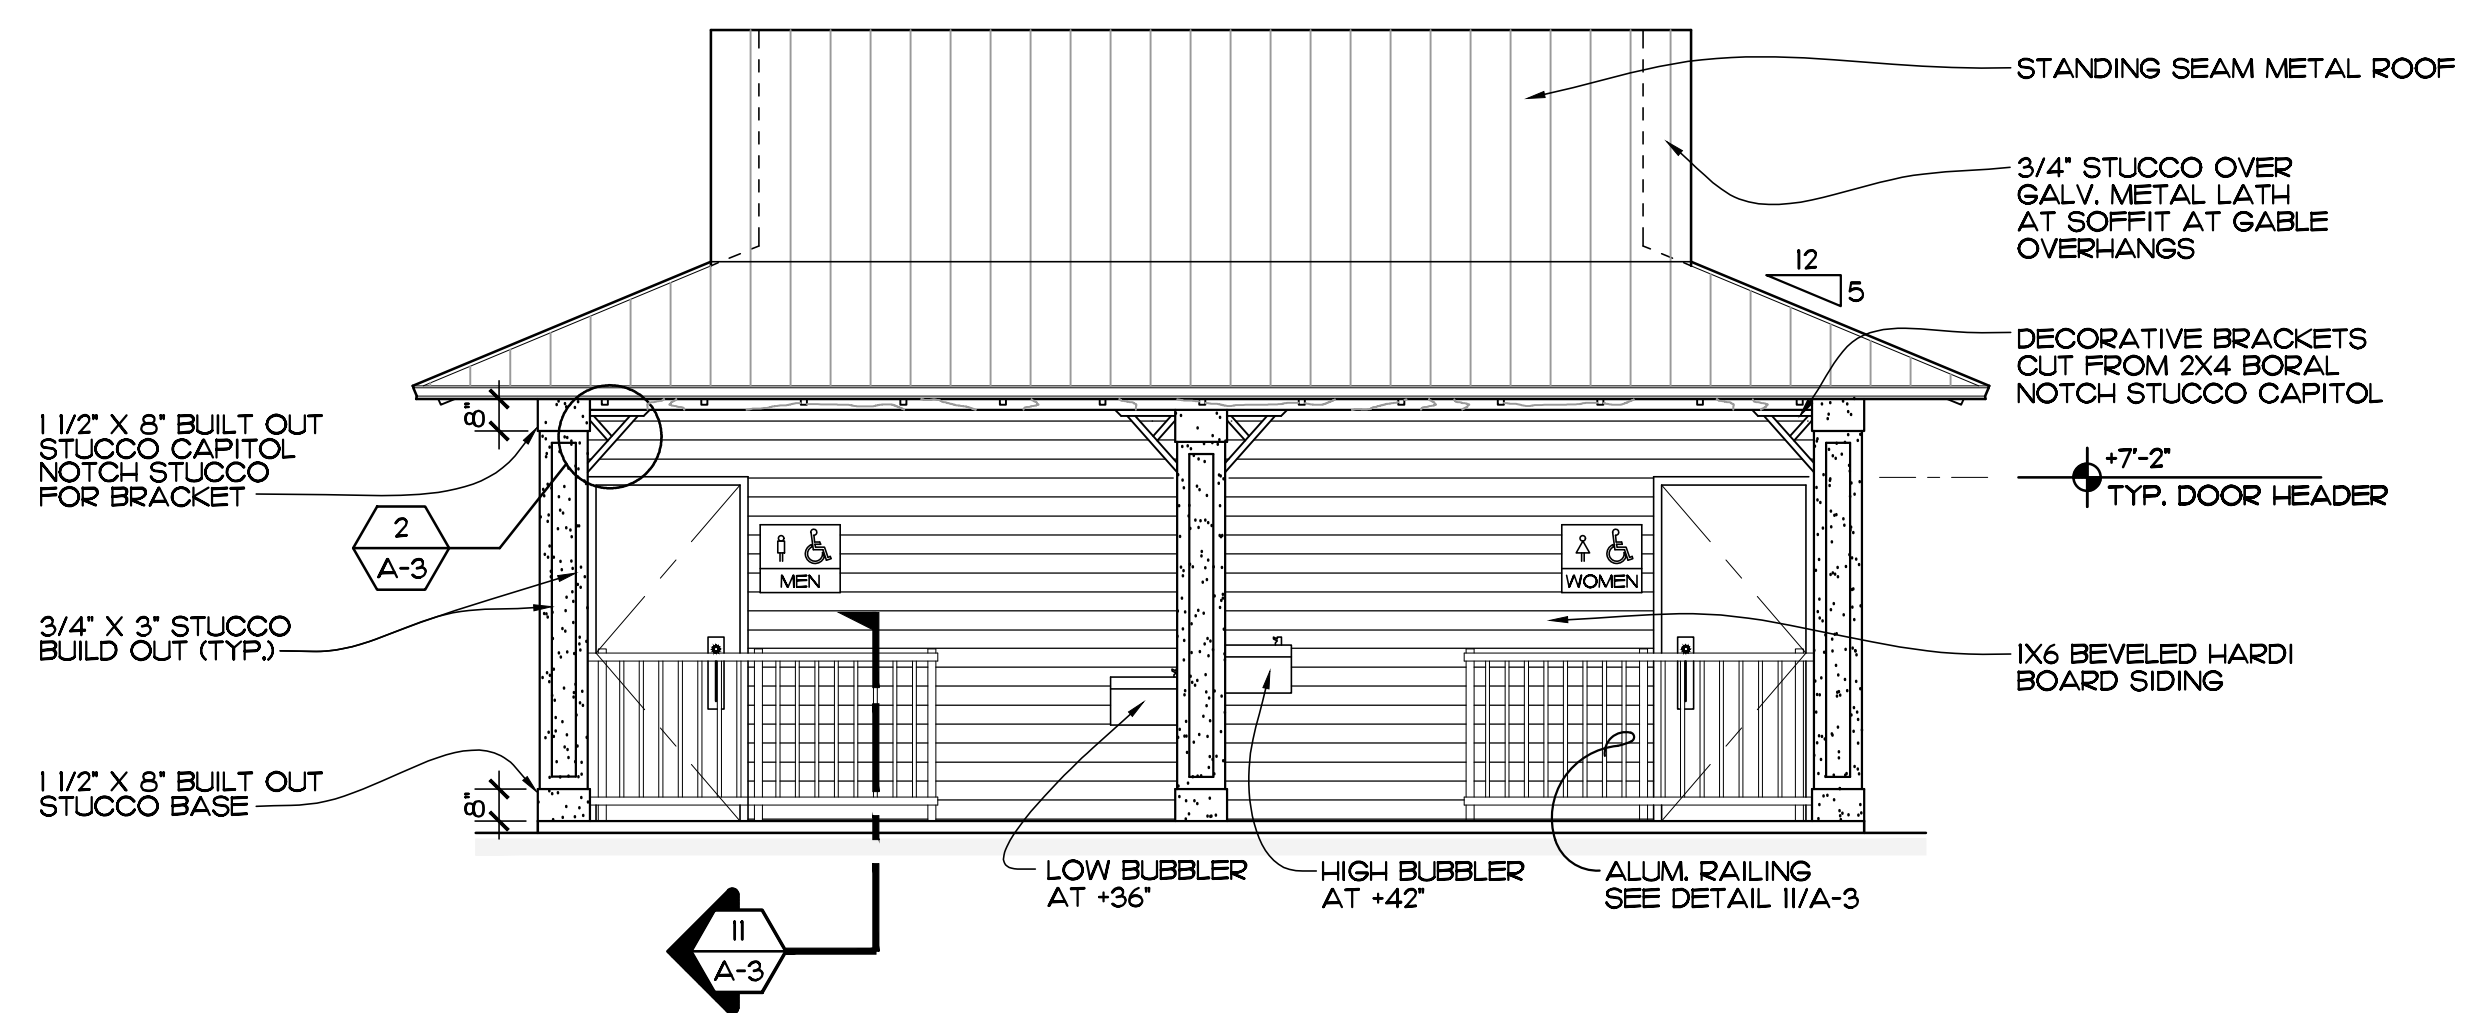 STANDING SEAM METAL ROOF
3/4" STUCCO OVER
GALV. METAL LATH
AT SOFFIT AT GABLE
OVERHANGS
12
5
DECORATIVE BRACKETS
CUT FROM 2X4 BORAL
NOTCH STUCCO CAPITOL
8"
1 1/2" X 8" BUILT OUT
STUCCO CAPITOL
NOTCH STUCCO
FOR BRACKET
+7'-2"
TYP. DOOR HEADER
2
A-3
MEN
WOMEN
3/4" X 3" STUCCO
BUILD OUT (TYP.)
1X6 BEVELED HARDI
BOARD SIDING
1 1/2" X 8" BUILT OUT
STUCCO BASE
8"
LOW BUBBLER
AT +36"
HIGH BUBBLER
AT +42"
ALUM. RAILING
SEE DETAIL 11/A-3
11
A-3